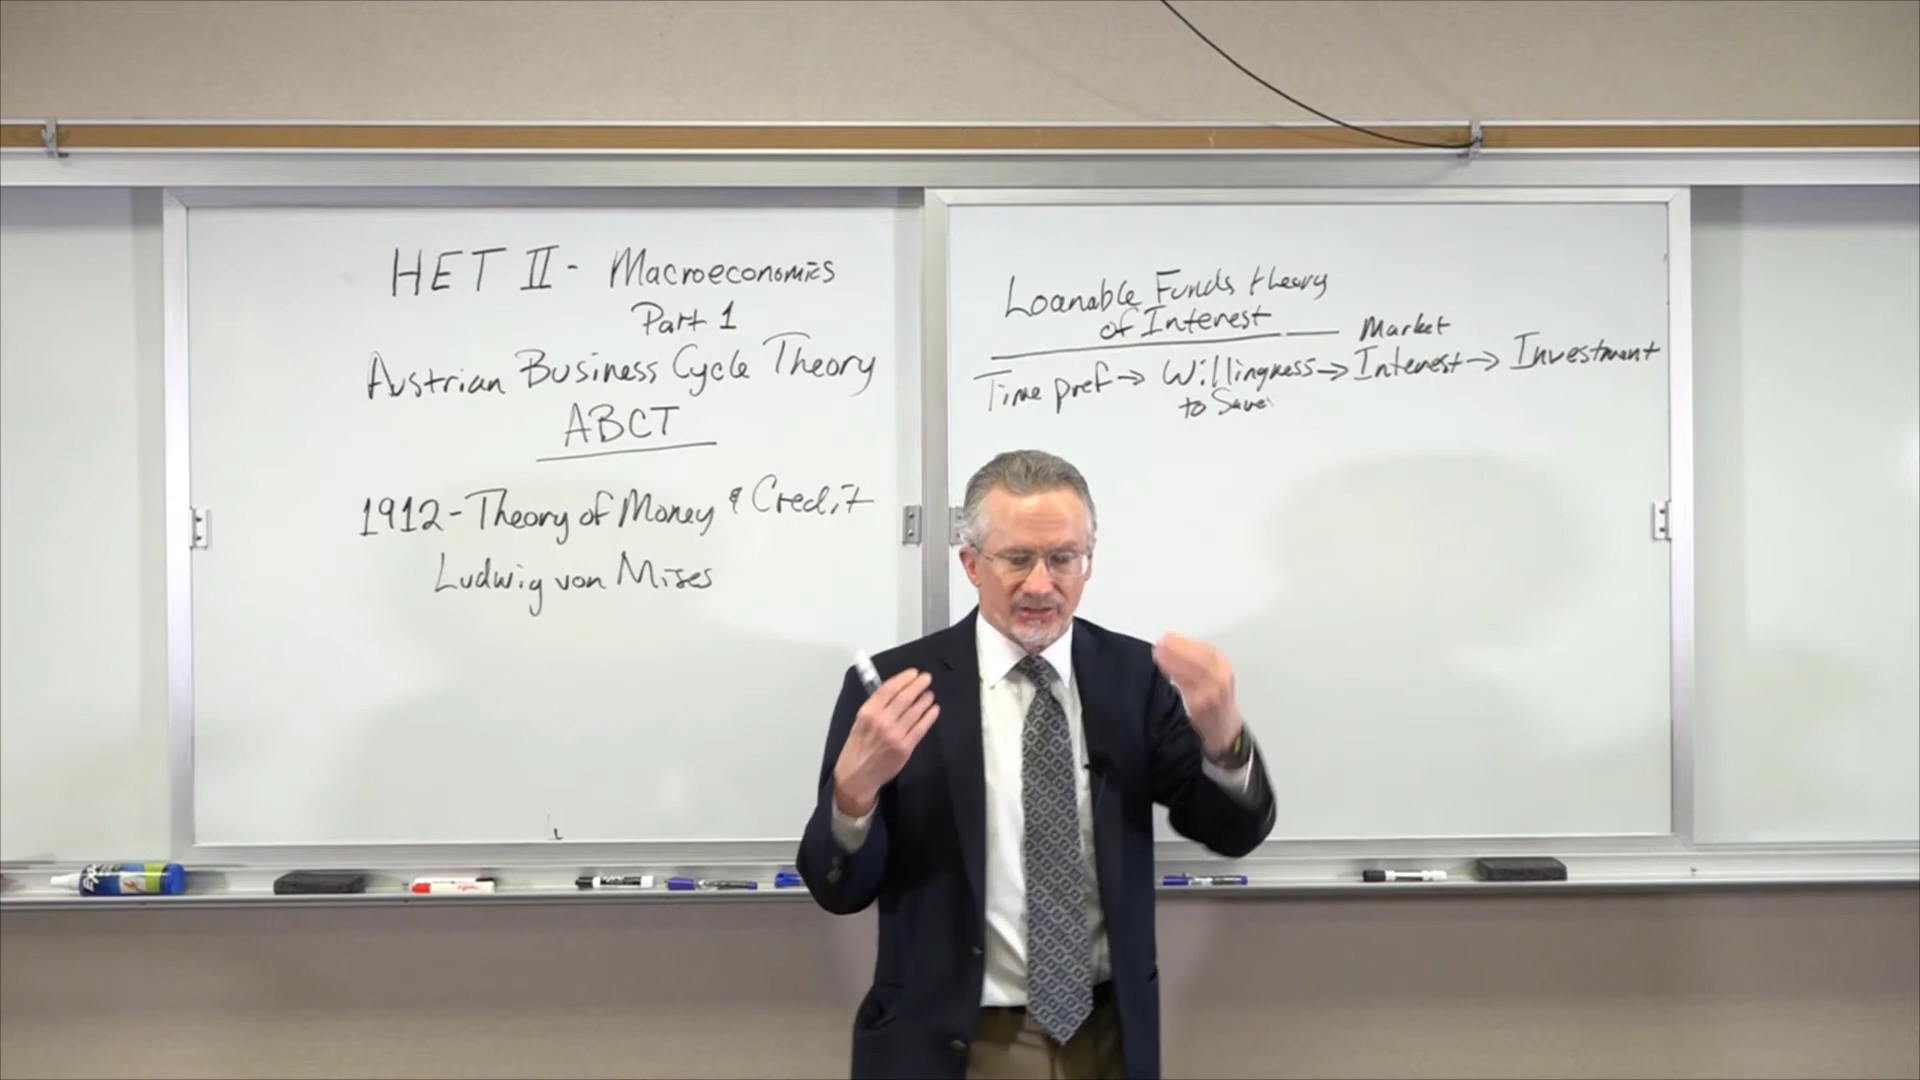 HET II - Macroeconomics
Part 1
Austrian Business Cycle Theory
ABCT
1912 - Theory of Money & Credit
Ludwig von Mises
Loanable Funds theory
of Interest
Market
Time pref → Willingness → Interest → Investment
to Save